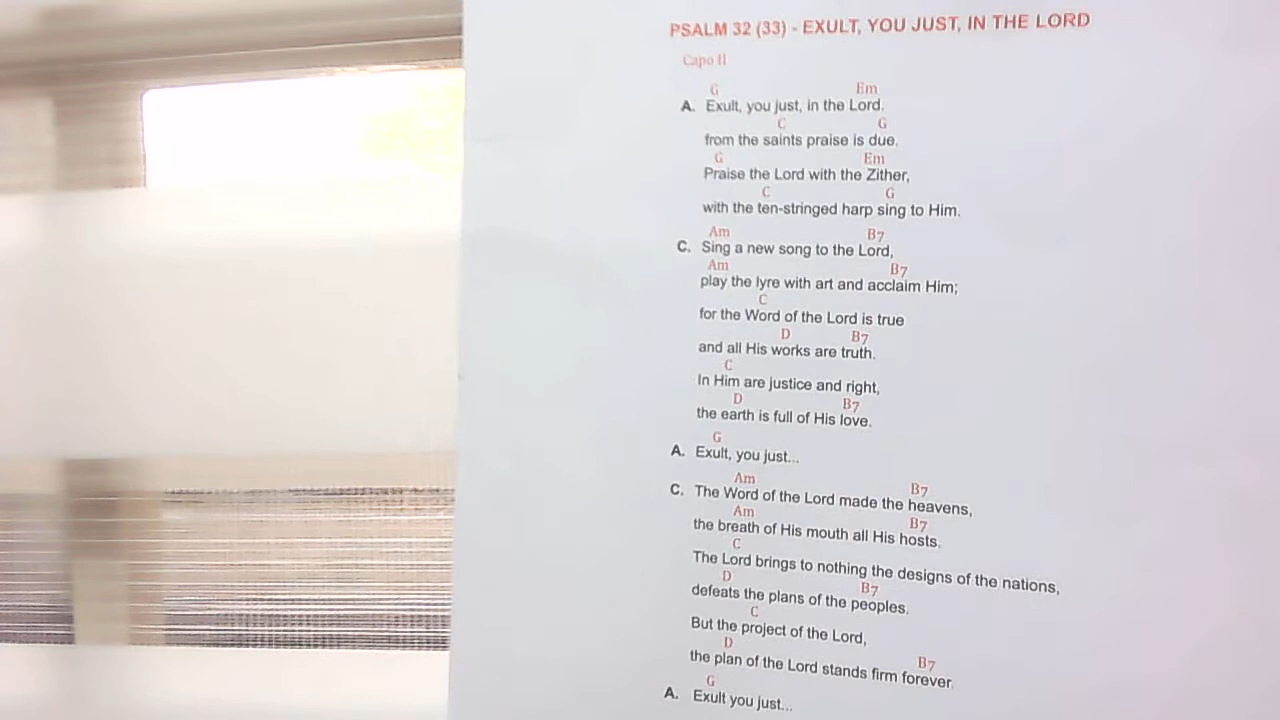 PSALM 32 (33) - EXULT, YOU JUST, IN THE LORD
Capo II
G Em
A. Exult, you just, in the Lord.
C G
from the saints praise is due.
G Em
Praise the Lord with the Zither,
C G
with the ten-stringed harp sing to Him.
Am B7
C. Sing a new song to the Lord,
Am B7
play the lyre with art and acclaim Him;
C
for the Word of the Lord is true
D B7
and all His works are truth.
C
In Him are justice and right,
D B7
the earth is full of His love.
G
A. Exult, you just...
Am B7
C. The Word of the Lord made the heavens,
Am B7
the breath of His mouth all His hosts.
C
The Lord brings to nothing the designs of the nations,
D B7
defeats the plans of the peoples.
C
But the project of the Lord,
D B7
the plan of the Lord stands firm forever.
G
A. Exult you just...